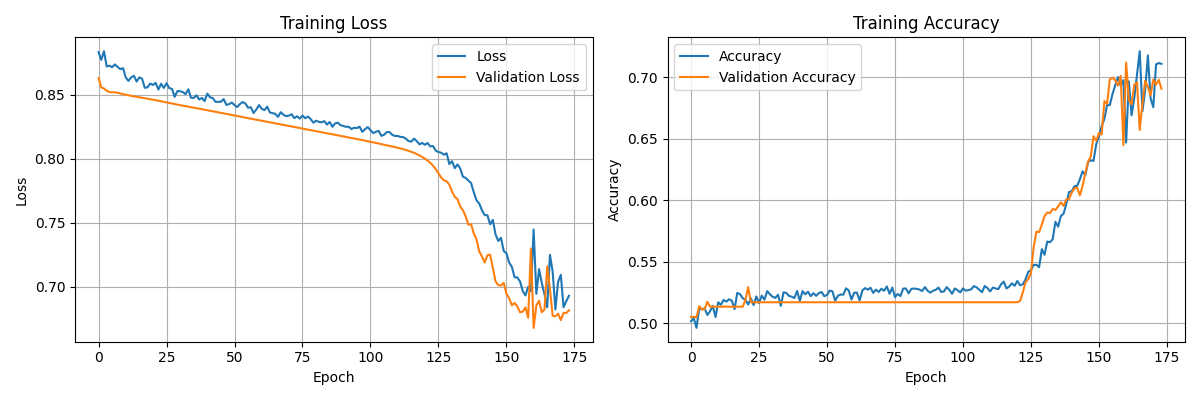 Training Loss
Loss
Validation Loss
0.85
0.80
0.75
0.70
Loss
0 25 50 75 100 125 150 175
Epoch
Training Accuracy
Accuracy
Validation Accuracy
0.70
0.65
0.60
0.55
0.50
Accuracy
0 25 50 75 100 125 150 175
Epoch